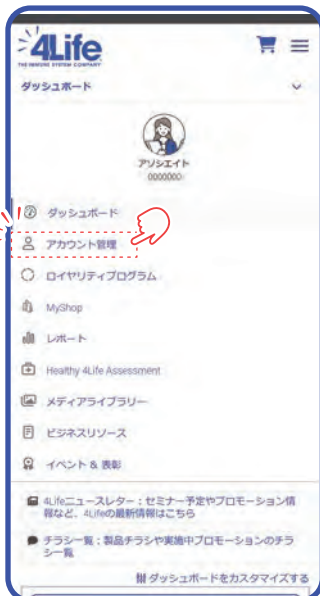 4Life
THE IMMUNE SYSTEM COMPANY
ダッシュボード
アソシエイト
0000000
ダッシュボード
アカウント管理
ロイヤリティプログラム
MyShop
レポート
Healthy 4Life Assessment
メディアライブラリー
ビジネスリソース
イベント & 表彰
4Lifeニュースレター：セミナー予定やプロモーション情
報など、4Lifeの最新情報はこちら
チラシ一覧：製品チラシや実施中プロモーションのチラ
シ一覧
ダッシュボードをカスタマイズする